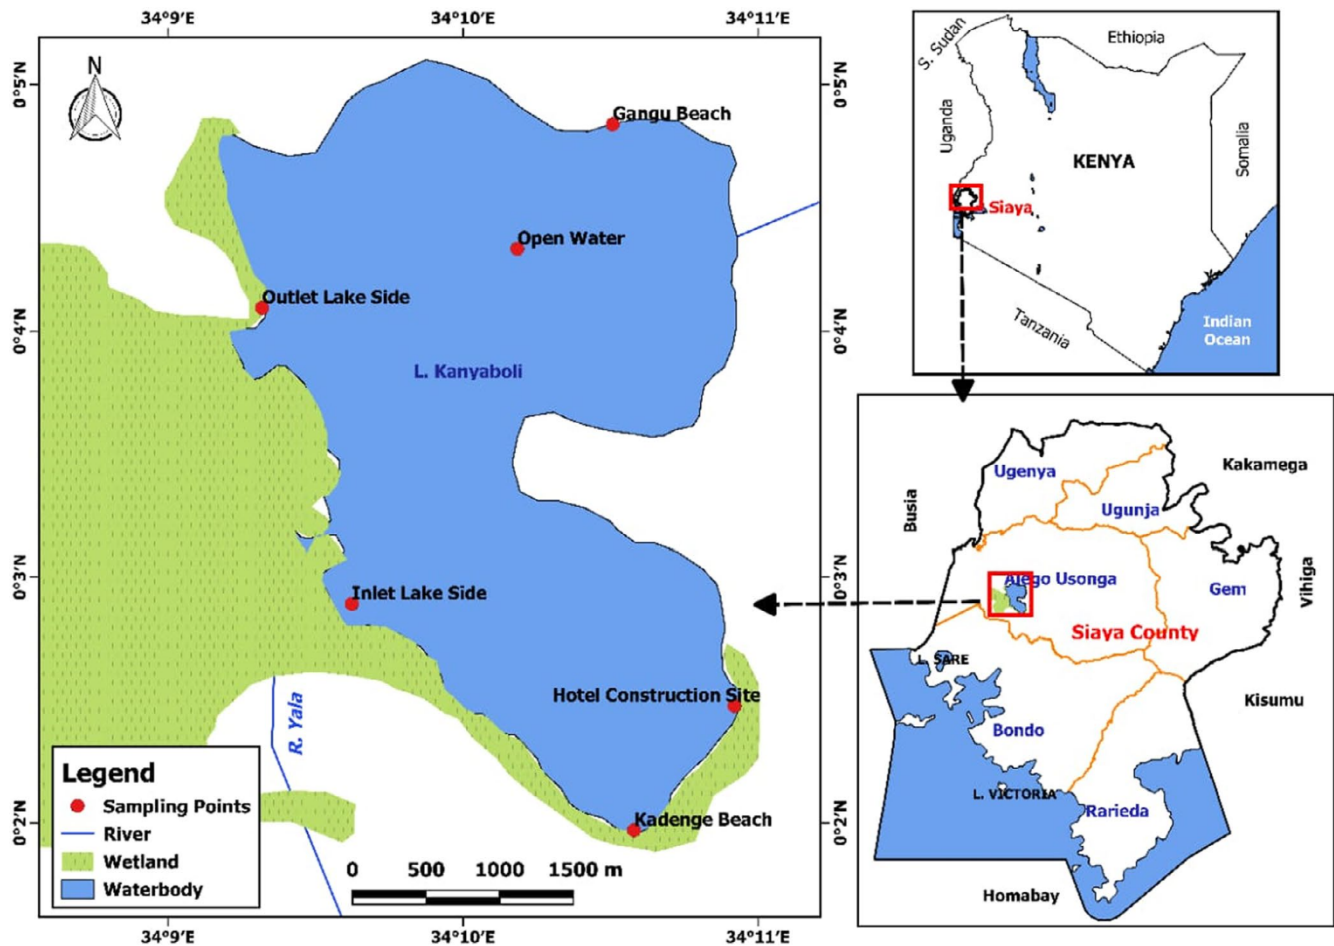 34°9′E
34°10′E
34°11′E
0°5′N
0°5′N
N
Gangu Beach
Open Water
Outlet Lake Side
0°4′N
0°4′N
L. Kanyaboli
0°3′N
0°3′N
Inlet Lake Side
Hotel Construction Site
R. Yala
Legend
Sampling Points
River
Wetland
Waterbody
Kadenge Beach
0°2′N
0°2′N
0 500 1000 1500 m
34°9′E
34°10′E
34°11′E
S. Sudan
Ethiopia
Uganda
KENYA
Somalia
Siaya
Tanzania
Indian
Ocean
Ugenya
Kakamega
Busia
Ugunja
Alego Usonga
Gem
Vihiga
Siaya County
L. SARE
Kisumu
Bondo
L. VICTORIA
Rarieda
Homabay